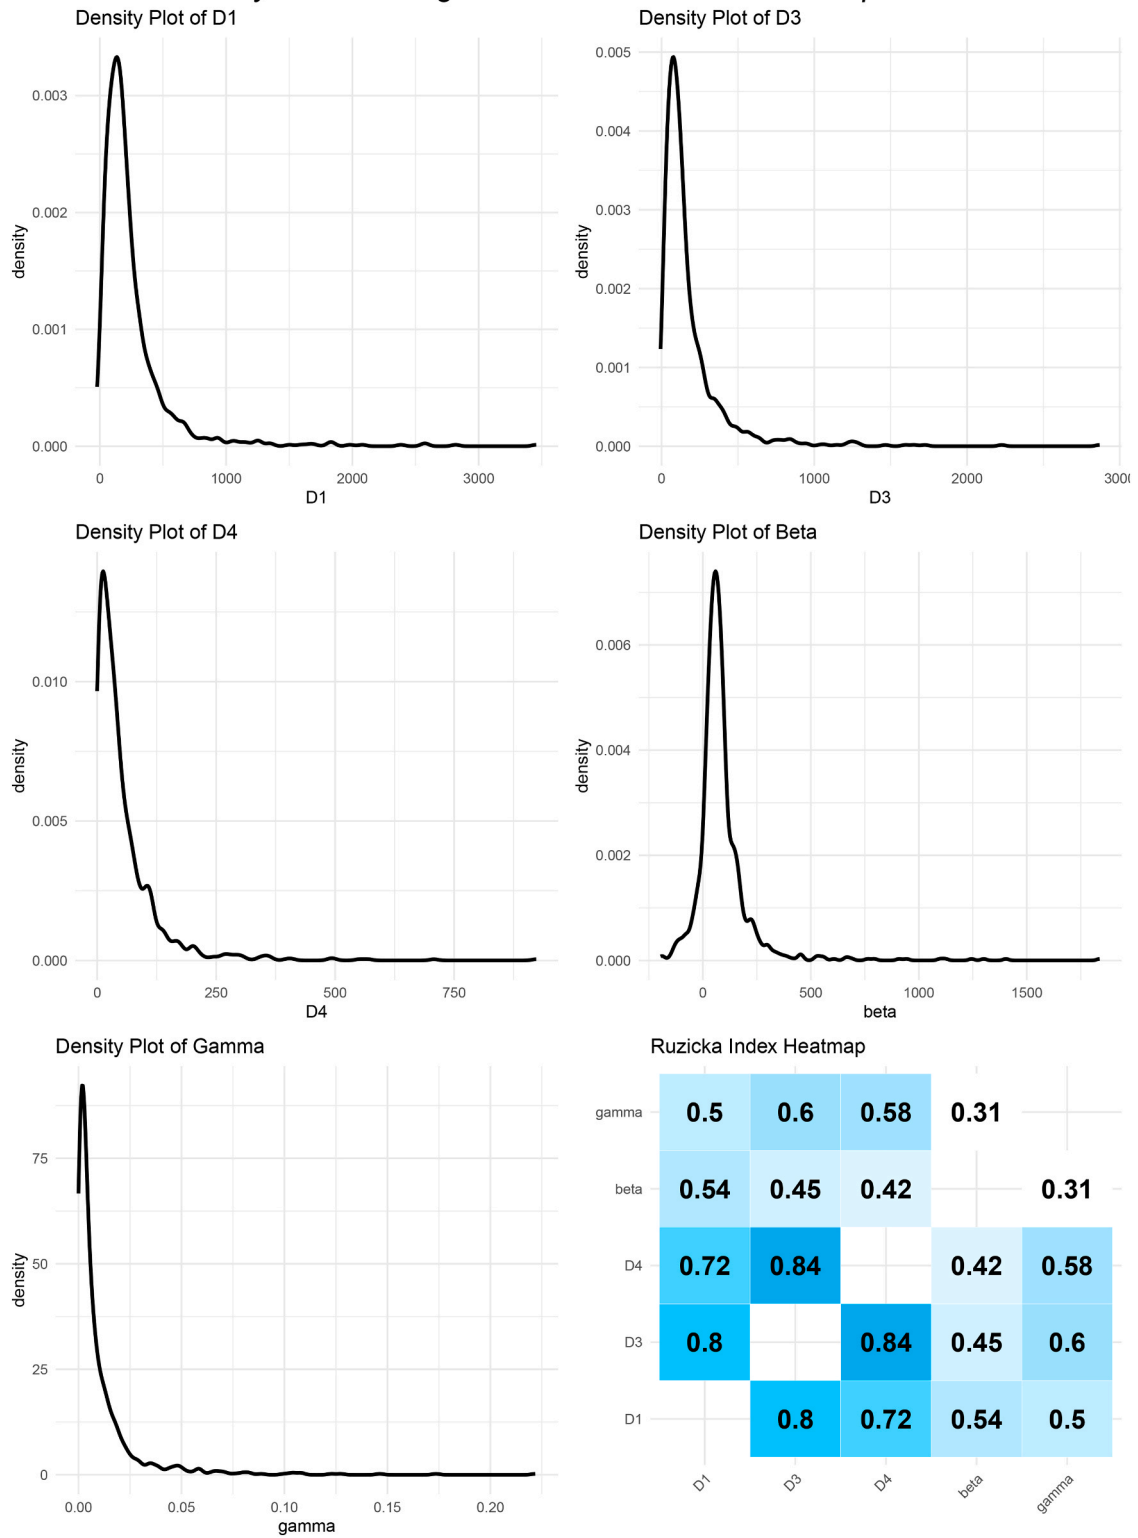 Density Plot of D1
0.003
0.002
0.001
0.000
density
0 1000 2000 3000
D1
Density Plot of D3
0.005
0.004
0.003
0.002
0.001
0.000
density
0 1000 2000 3000
D3
Density Plot of D4
0.010
0.005
0.000
density
0 250 500 750
D4
Density Plot of Beta
0.006
0.004
0.002
0.000
density
0 500 1000 1500
beta
Density Plot of Gamma
75
50
25
0
density
0.00 0.05 0.10 0.15 0.20
gamma
Ruzicka Index Heatmap
gamma 0.5 0.6 0.58 0.31
beta 0.54 0.45 0.42 0.31
D4 0.72 0.84 0.42 0.58
D3 0.8 0.84 0.45 0.6
D1 0.8 0.72 0.54 0.5
D1 D3 D4 beta gamma